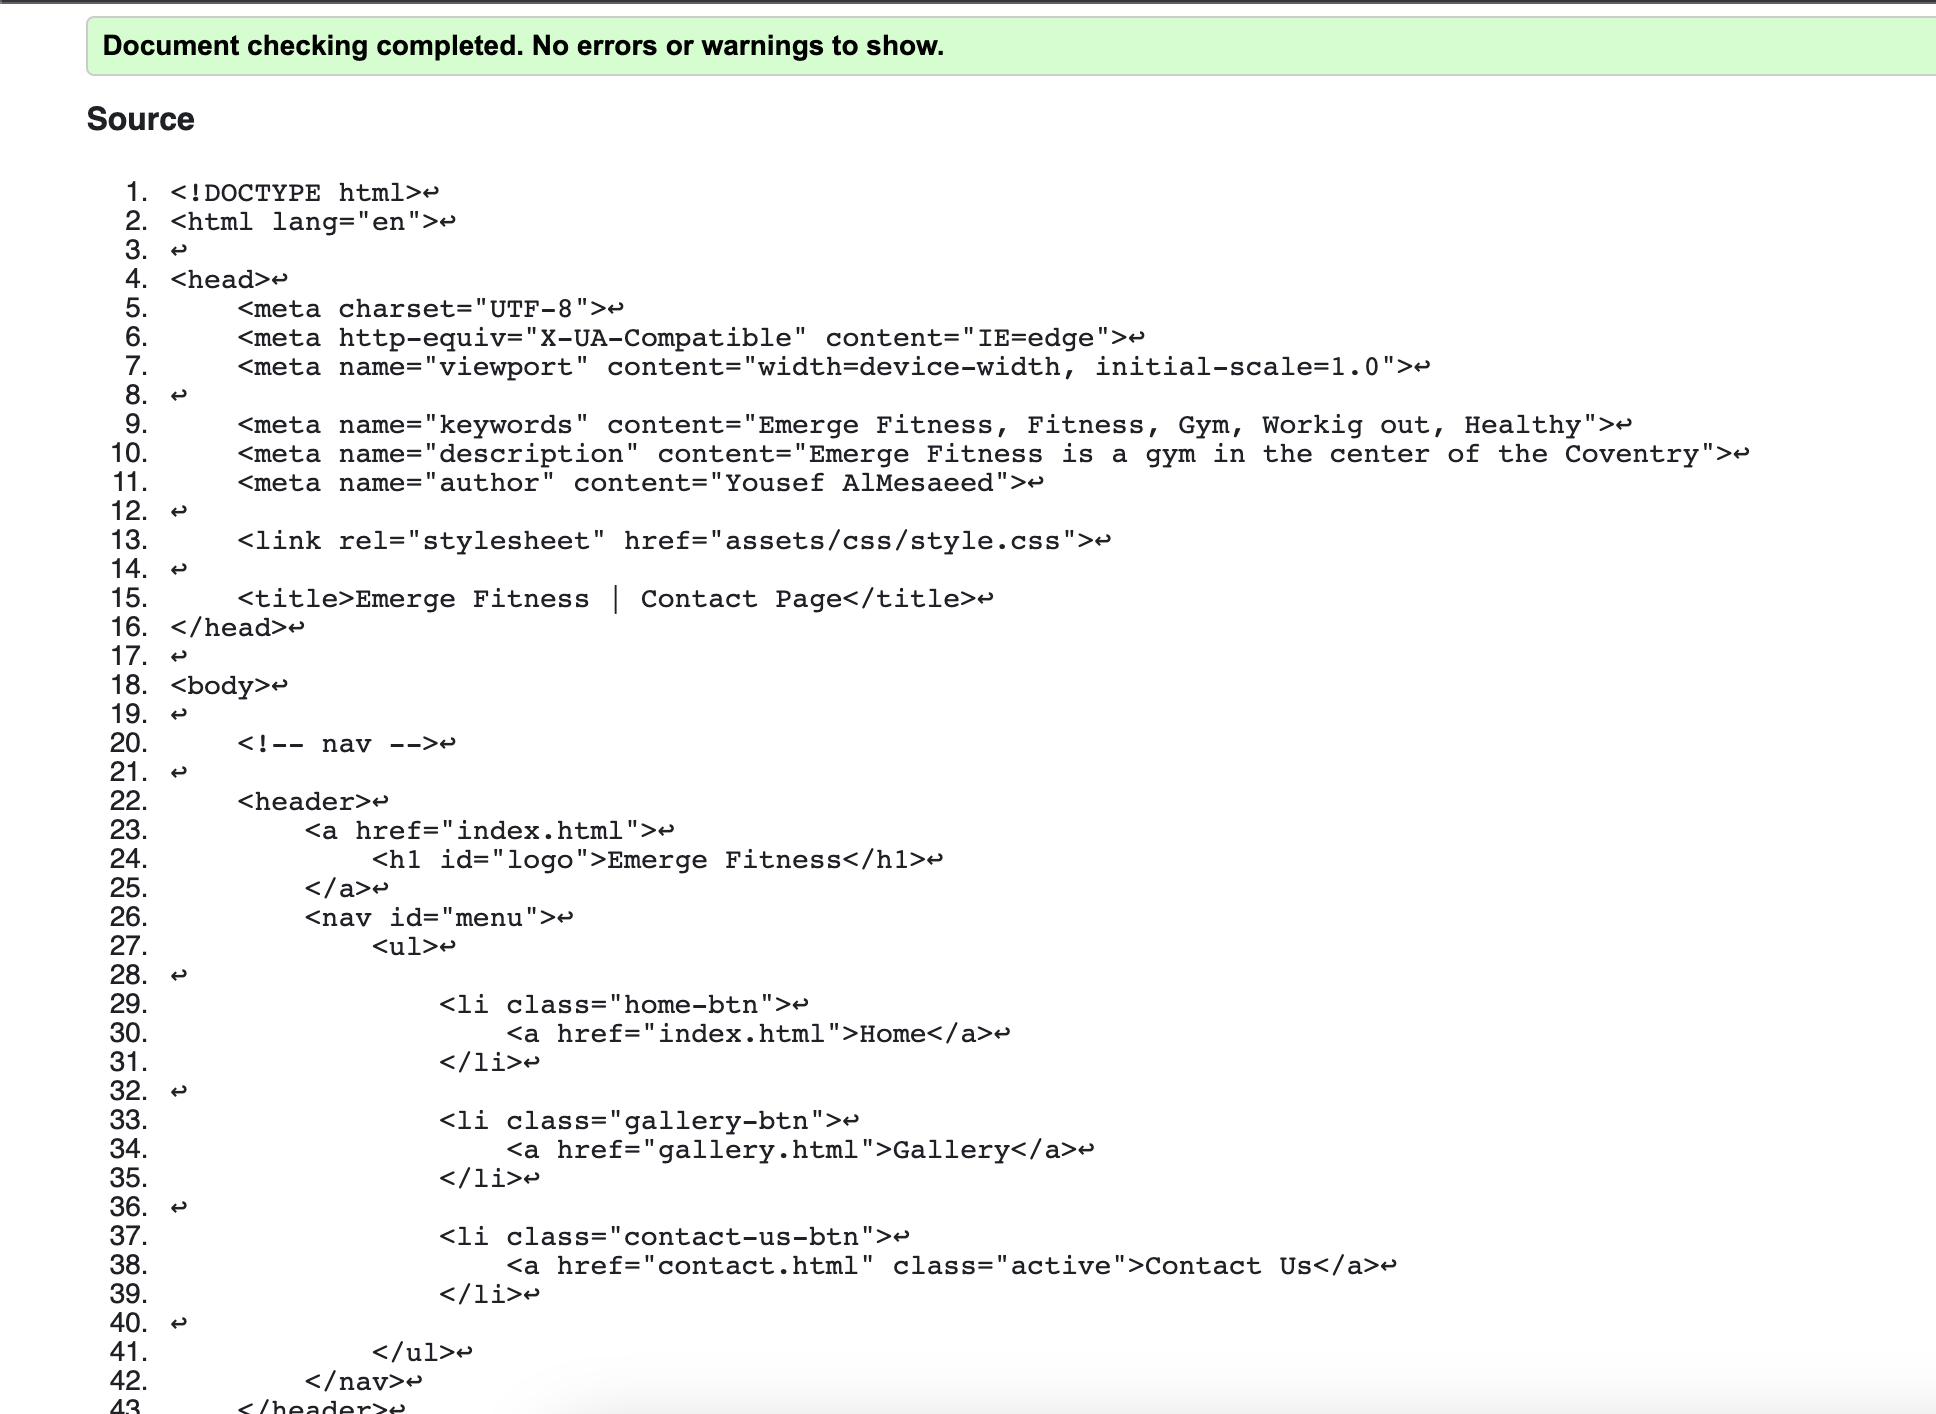 Document checking completed. No errors or warnings to show.
Source
1. <!DOCTYPE html>↩
2. <html lang="en">↩
3. ↩
4. <head>↩
5.     <meta charset="UTF-8">↩
6.     <meta http-equiv="X-UA-Compatible" content="IE=edge">↩
7.     <meta name="viewport" content="width=device-width, initial-scale=1.0">↩
8. ↩
9.     <meta name="keywords" content="Emerge Fitness, Fitness, Gym, Workig out, Healthy">↩
10.     <meta name="description" content="Emerge Fitness is a gym in the center of the Coventry">↩
11.     <meta name="author" content="Yousef AlMesaeed">↩
12. ↩
13.     <link rel="stylesheet" href="assets/css/style.css">↩
14. ↩
15.     <title>Emerge Fitness | Contact Page</title>↩
16. </head>↩
17. ↩
18. <body>↩
19. ↩
20.     <!-- nav -->↩
21. ↩
22.     <header>↩
23.         <a href="index.html">↩
24.             <h1 id="logo">Emerge Fitness</h1>↩
25.         </a>↩
26.         <nav id="menu">↩
27.             <ul>↩
28. ↩
29.                 <li class="home-btn">↩
30.                     <a href="index.html">Home</a>↩
31.                 </li>↩
32. ↩
33.                 <li class="gallery-btn">↩
34.                     <a href="gallery.html">Gallery</a>↩
35.                 </li>↩
36. ↩
37.                 <li class="contact-us-btn">↩
38.                     <a href="contact.html" class="active">Contact Us</a>↩
39.                 </li>↩
40. ↩
41.             </ul>↩
42.         </nav>↩
43.     </header>↩